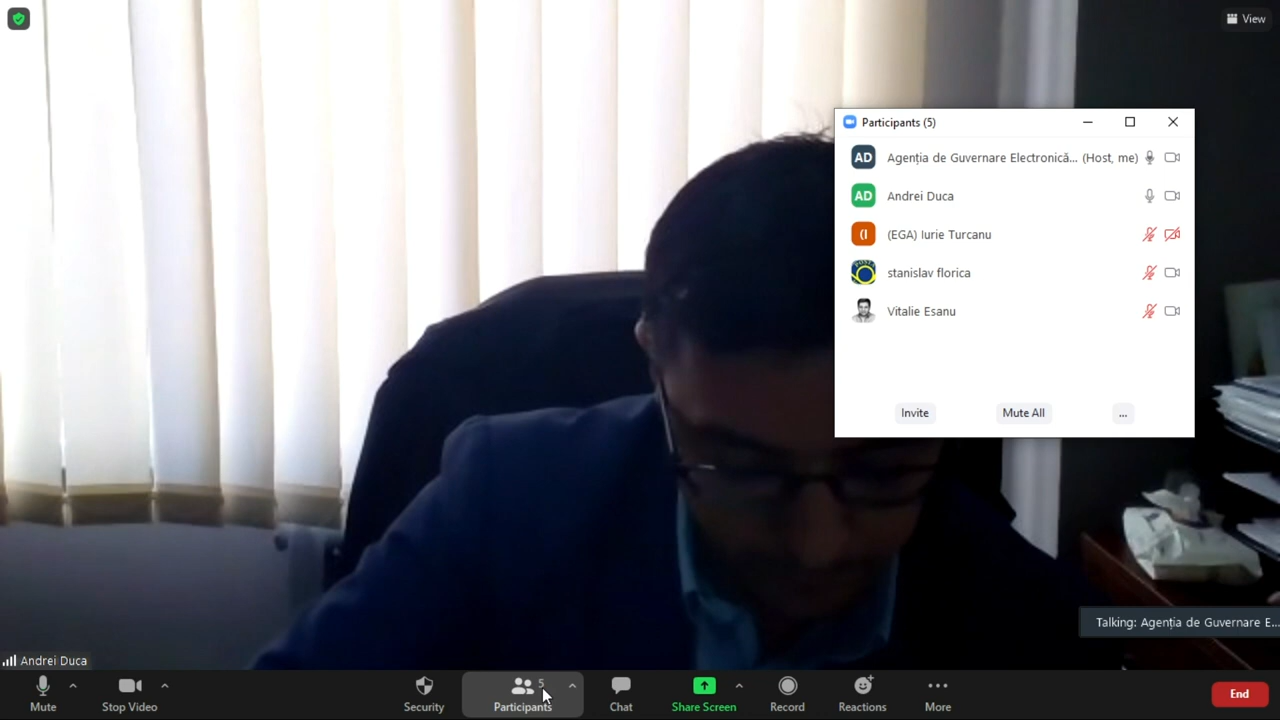 View
Participants (5)
AD Agenția de Guvernare Electronică... (Host, me)
AD Andrei Duca
(I (EGA) Iurie Turcanu
stanislav florica
Vitalie Esanu
Invite Mute All ...
Talking: Agenția de Guvernare E...
Andrei Duca
5
Mute Stop Video Security Participants Chat Share Screen Record Reactions More End